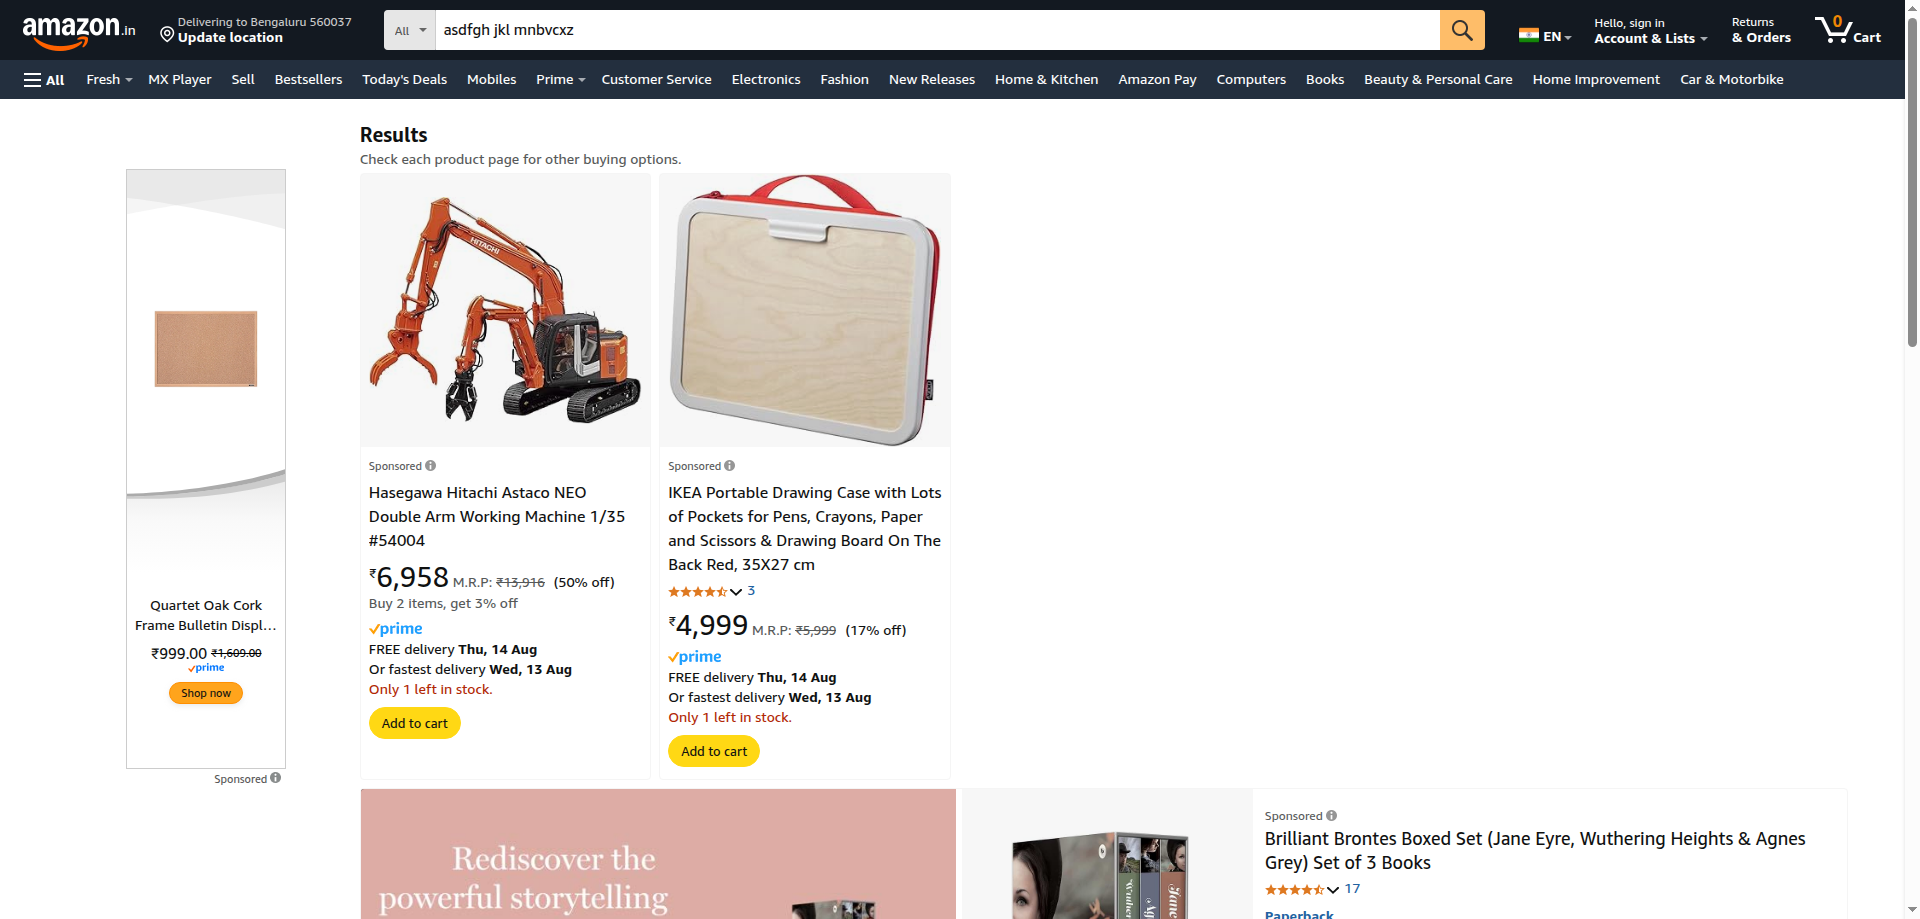 amazon.in
Delivering to Bengaluru 560037
Update location
All
asdfgh jkl mnbvcxz
EN
Hello, sign in
Account & Lists
Returns
& Orders
0
Cart
All
Fresh
MX Player
Sell
Bestsellers
Today's Deals
Mobiles
Prime
Customer Service
Electronics
Fashion
New Releases
Home & Kitchen
Amazon Pay
Computers
Books
Beauty & Personal Care
Home Improvement
Car & Motorbike
Results
Check each product page for other buying options.
Quartet Oak Cork
Frame Bulletin Displ...
₹999.00 ₹1,609.00
prime
Shop now
Sponsored
HITACHI
Sponsored
Hasegawa Hitachi Astaco NEO
Double Arm Working Machine 1/35
#54004
₹6,958 M.R.P: ₹13,916 (50% off)
Buy 2 items, get 3% off
prime
FREE delivery Thu, 14 Aug
Or fastest delivery Wed, 13 Aug
Only 1 left in stock.
Add to cart
Sponsored
IKEA Portable Drawing Case with Lots
of Pockets for Pens, Crayons, Paper
and Scissors & Drawing Board On The
Back Red, 35X27 cm
3
₹4,999 M.R.P: ₹5,999 (17% off)
prime
FREE delivery Thu, 14 Aug
Or fastest delivery Wed, 13 Aug
Only 1 left in stock.
Add to cart
Rediscover the
powerful storytelling
Sponsored
Brilliant Brontes Boxed Set (Jane Eyre, Wuthering Heights & Agnes
Grey) Set of 3 Books
17
Paperback